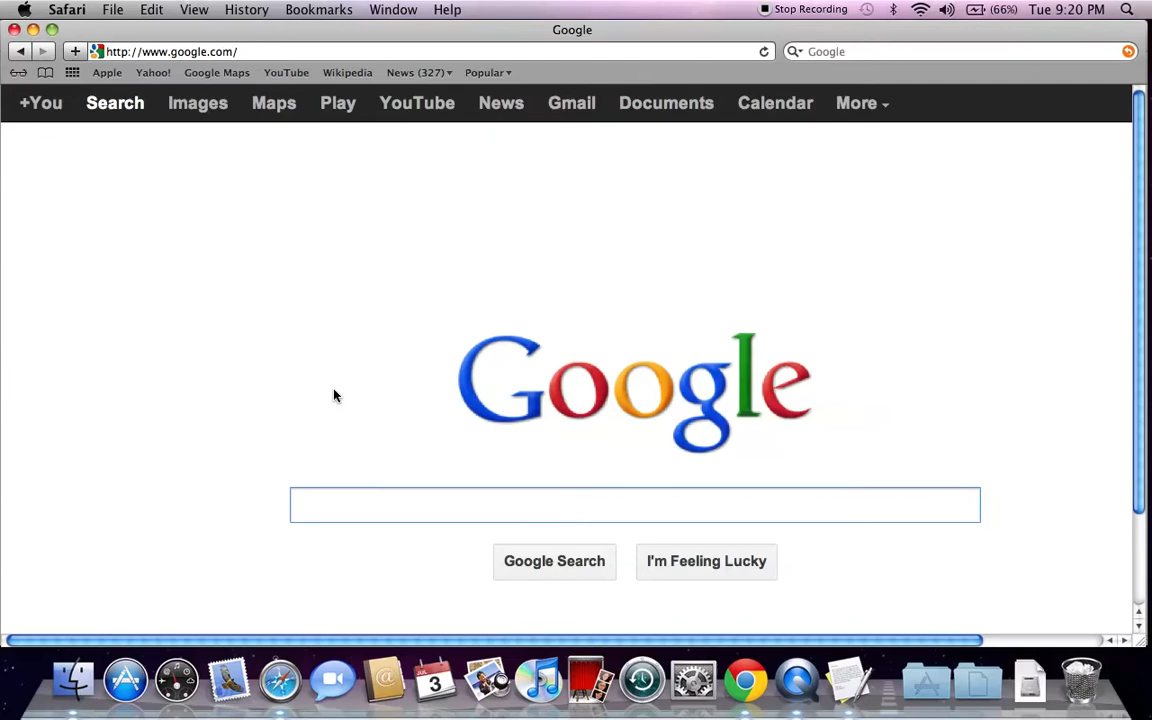 Safari File Edit View History Bookmarks Window Help Stop Recording (66%) Tue 9:20 PM
Google
http://www.google.com/ Google
Apple Yahoo! Google Maps YouTube Wikipedia News (327) Popular
+You Search Images Maps Play YouTube News Gmail Documents Calendar More
Google
Google Search I'm Feeling Lucky
JUL
3